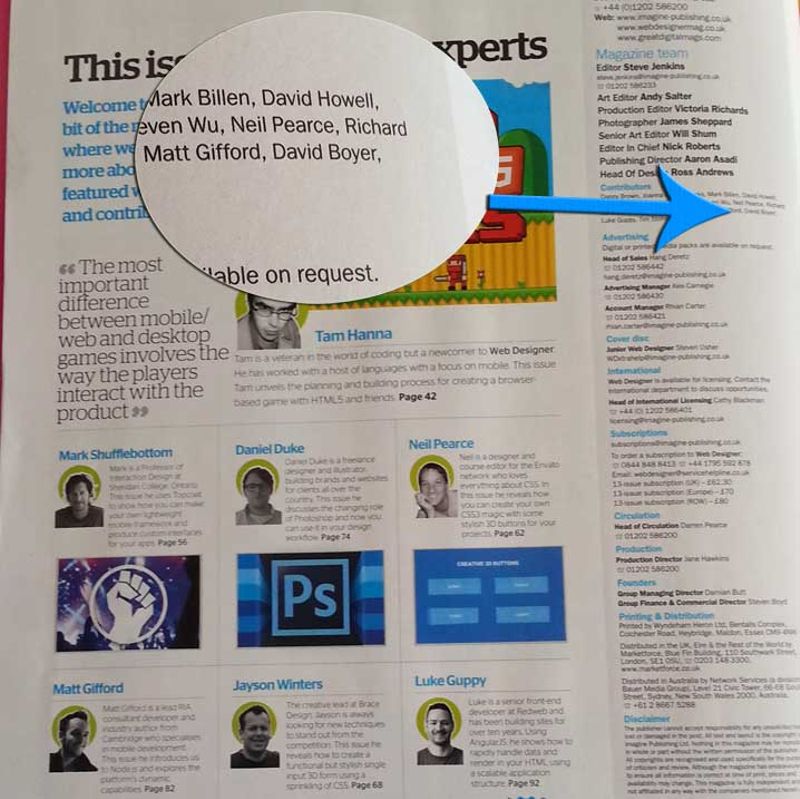 This iss
xperts
Mark Billen, David Howell,
even Wu, Neil Pearce, Richard
Matt Gifford, David Boyer,
lable on request.
Welcome t
bit of the r
where we
more abo
featured w
and contrib
“ The most
important
difference
between mobile/
web and desktop
games involves the
way the players
interact with the
product ”
Tam Hanna
Tam is a veteran in the world of coding but a newcomer to Web Designer.
He has worked with a host of languages with a focus on mobile. This issue
Tam unveils the planning and building process for creating a browser-
based game with HTML5 and friends. Page 42
Mark Shufflebottom
Mark is a Professor of
Interaction Design at
Sheridan College, Ontario.
This issue he uses Topcoat
to show how you can make
your own lightweight
mobile framework and
produce custom interfaces
for your apps. Page 56
Daniel Duke
Daniel Duke is a freelance
designer and illustrator,
building brands and websites
for clients all over the
country. This issue he
discusses the changing role
of Photoshop and how you
can use it in your design
workflow. Page 74
Ps
Neil Pearce
Neil is a designer and
course editor for the Envato
network who loves
everything about CSS. In
this issue he reveals how
you can create your own
CSS3 magic with some
stylish 3D buttons for your
projects. Page 62
CREATIVE 3D BUTTONS
Matt Gifford
Matt Gifford is a lead RIA
consultant developer and
industry author from
Cambridge who specialises
in mobile development.
This issue he introduces us
to Node.js and explores the
platform's dynamic
capabilities. Page 82
Jayson Winters
The creative lead at Brace
Design, Jayson is always
looking for new techniques
to stand out from the
competition. This issue he
reveals how to create a
functional but stylish single
input 3D form using a
sprinkling of CSS. Page 68
Luke Guppy
Luke is a senior front-end
developer at Redweb and
has been building sites for
over ten years. Using
AngularJS he shows how to
rapidly handle data and
render in your HTML using
a scalable application
structure. Page 92
+44 (0)1202 586200
Web: www.imagine-publishing.co.uk
www.webdesignermag.co.uk
www.greatdigitalmags.com
Magazine team
Editor Steve Jenkins
steve.jenkins@imagine-publishing.co.uk
01202 586233
Art Editor Andy Salter
Production Editor Victoria Richards
Photographer James Sheppard
Senior Art Editor Will Shum
Editor In Chief Nick Roberts
Publishing Director Aaron Asadi
Head Of Des Ross Andrews
Contributors
Mark Billen, David Howell,
Wu, Neil Pearce, Richard
David Boyer,
Luke Guppy,
Advertising
Digital or printed media packs are available on request.
Head of Sales Hang Deretz
01202 586442
hang.deretz@imagine-publishing.co.uk
Advertising Manager Kim Carnegie
01202 586430
Account Manager Rhian Carter
01202 586421
rhian.carter@imagine-publishing.co.uk
Cover disc
Junior Web Designer Steven Usher
WDxtrahelp@imagine-publishing.co.uk
International
Web Designer is available for licensing. Contact the
international department to discuss opportunities.
Head of International Licensing Cathy Blackman
+44 (0) 1202 586401
licensing@imagine-publishing.co.uk
Subscriptions
subscriptions@imagine-publishing.co.uk
To order a subscription to Web Designer:
0844 848 8413 +44 1795 592 878
Email: webdesigner@servicehelpline.co.uk
13-issue subscription (UK) – £62.30
13-issue subscription (Europe) – £70
13-issue subscription (ROW) – £80
Circulation
Head of Circulation Darren Pearce
01202 586200
Production
Production Director Jane Hawkins
01202 586200
Founders
Group Managing Director Damian Butt
Group Finance & Commercial Director Steven Boyd
Printing & Distribution
Printed by Wyndeham Heron Ltd, Bentalls Complex,
Colchester Road, Heybridge, Maldon, Essex CM9 4NW
Distributed in the UK, Eire & the Rest of the World by
Marketforce, Blue Fin Building, 110 Southwark Street,
London, SE1 0SU, 0203 148 3300,
www.marketforce.co.uk
Distributed in Australia by Network Services (a division
Bauer Media Group), Level 21 Civic Tower, 66-68 Goul
Street, Sydney, New South Wales 2000, Australia,
+61 2 8667 5288
Disclaimer